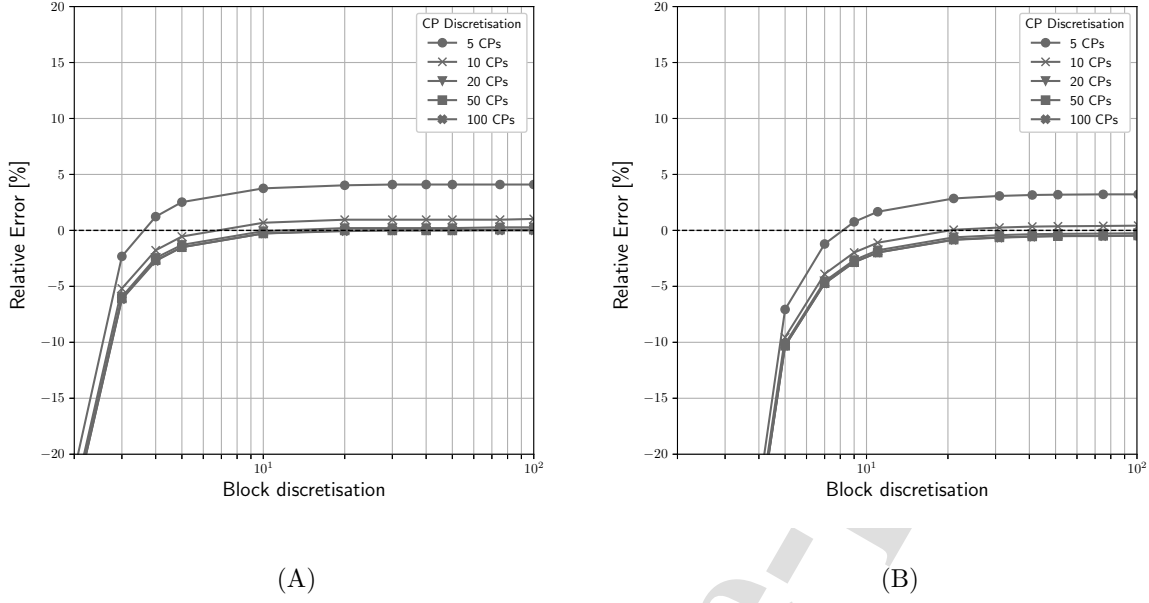 20
15
10
5
0
−5
−10
−15
−20
Relative Error [%]
10¹
10²
Block discretisation
CP Discretisation
5 CPs
10 CPs
20 CPs
50 CPs
100 CPs
(A)
20
15
10
5
0
−5
−10
−15
−20
Relative Error [%]
10¹
10²
Block discretisation
CP Discretisation
5 CPs
10 CPs
20 CPs
50 CPs
100 CPs
(B)